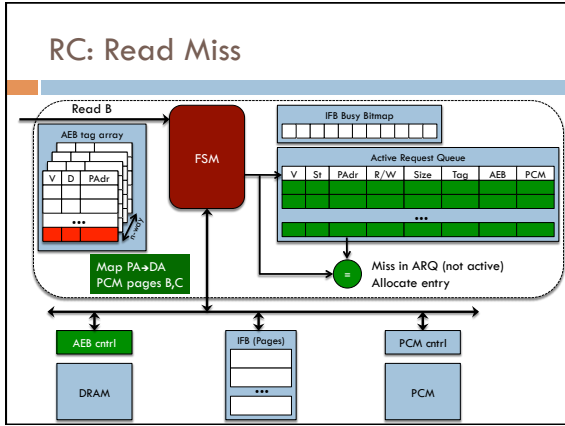 RC: Read Miss
Read B
AEB tag array
V D PAdr
•••
n-way
FSM
IFB Busy Bitmap
Active Request Queue
V St PAdr R/W Size Tag AEB PCM
•••
Map PA→DA
PCM pages B,C
=
Miss in ARQ (not active)
Allocate entry
AEB cntrl
DRAM
IFB (Pages)
•••
PCM cntrl
PCM